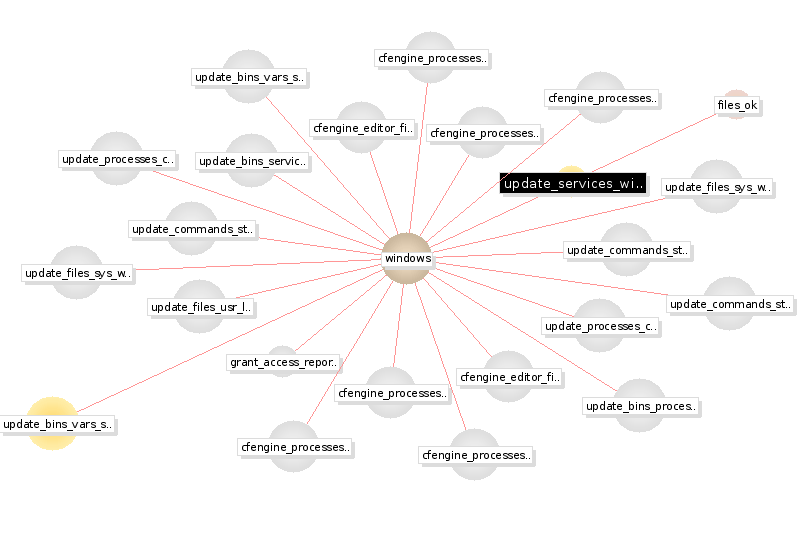 cfengine_processes..
update_bins_vars_s..
cfengine_processes..
files_ok
cfengine_editor_fi..
cfengine_processes..
update_processes_c..
update_bins_servic..
update_services_wi..
update_files_sys_w..
update_commands_st..
update_commands_st..
windows
update_files_sys_w..
update_files_usr_l..
update_commands_st..
update_processes_c..
grant_access_repor..
cfengine_editor_fi..
cfengine_processes..
update_bins_proces..
update_bins_vars_s..
cfengine_processes..
cfengine_processes..